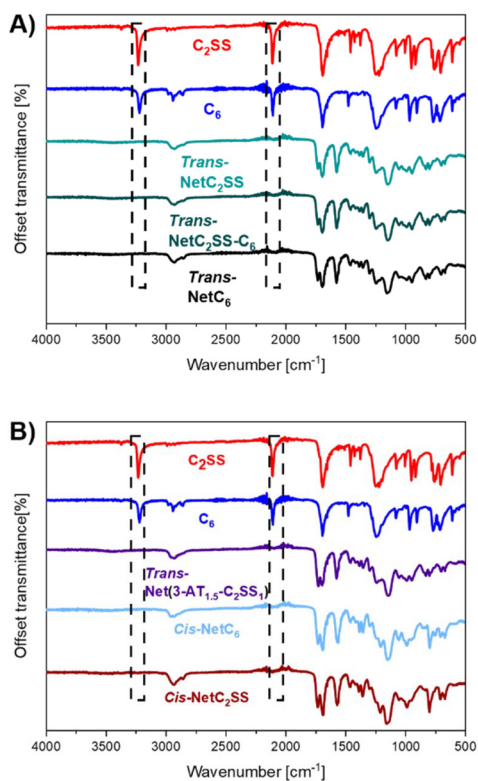 A)
Offset transmittance [%]
C₂SS
C₆
Trans-
NetC₂SS
Trans-
NetC₂SS-C₆
Trans-
NetC₆
4000 3500 3000 2500 2000 1500 1000 500
Wavenumber [cm⁻¹]
B)
Offset transmittance[%]
C₂SS
C₆
Trans-
Net(3-AT₁.₅-C₂SS₁)
Cis-NetC₆
Cis-NetC₂SS
4000 3500 3000 2500 2000 1500 1000 500
Wavenumber [cm⁻¹]